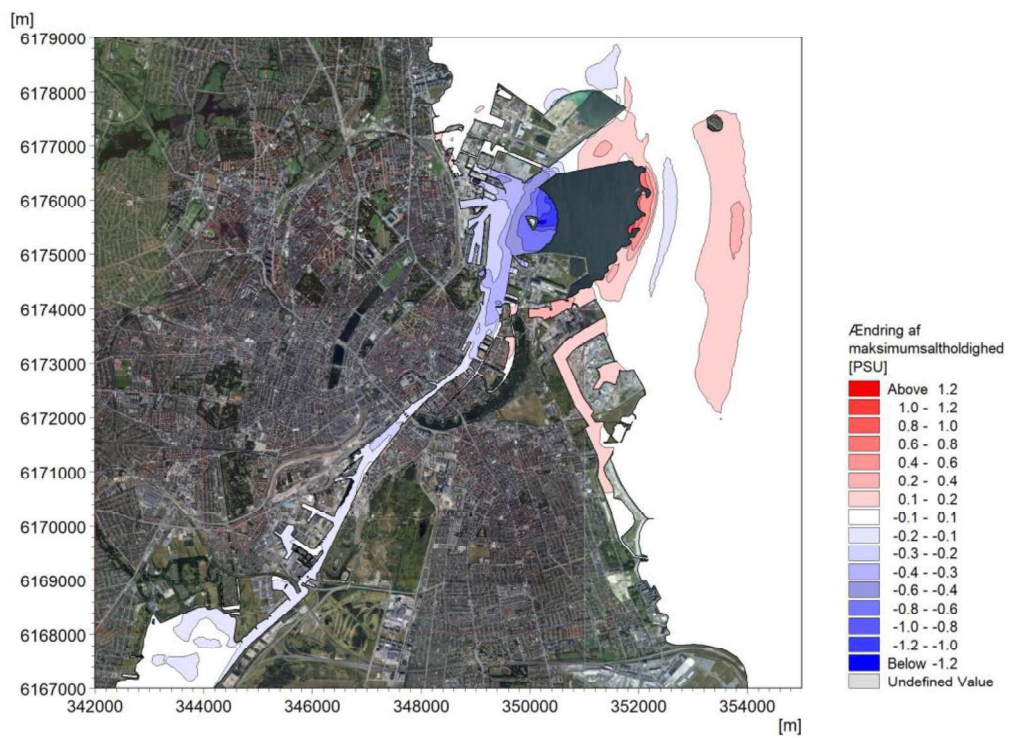 [m]
6179000
6178000
6177000
6176000
6175000
6174000
6173000
6172000
6171000
6170000
6169000
6168000
6167000
342000 344000 346000 348000 350000 352000 354000
[m]
Ændring af
maksimumsaltholdighed
[PSU]
Above 1.2
1.0 - 1.2
0.8 - 1.0
0.6 - 0.8
0.4 - 0.6
0.2 - 0.4
0.1 - 0.2
-0.1 - 0.1
-0.2 - -0.1
-0.3 - -0.2
-0.4 - -0.3
-0.6 - -0.4
-0.8 - -0.6
-1.0 - -0.8
-1.2 - -1.0
Below -1.2
Undefined Value